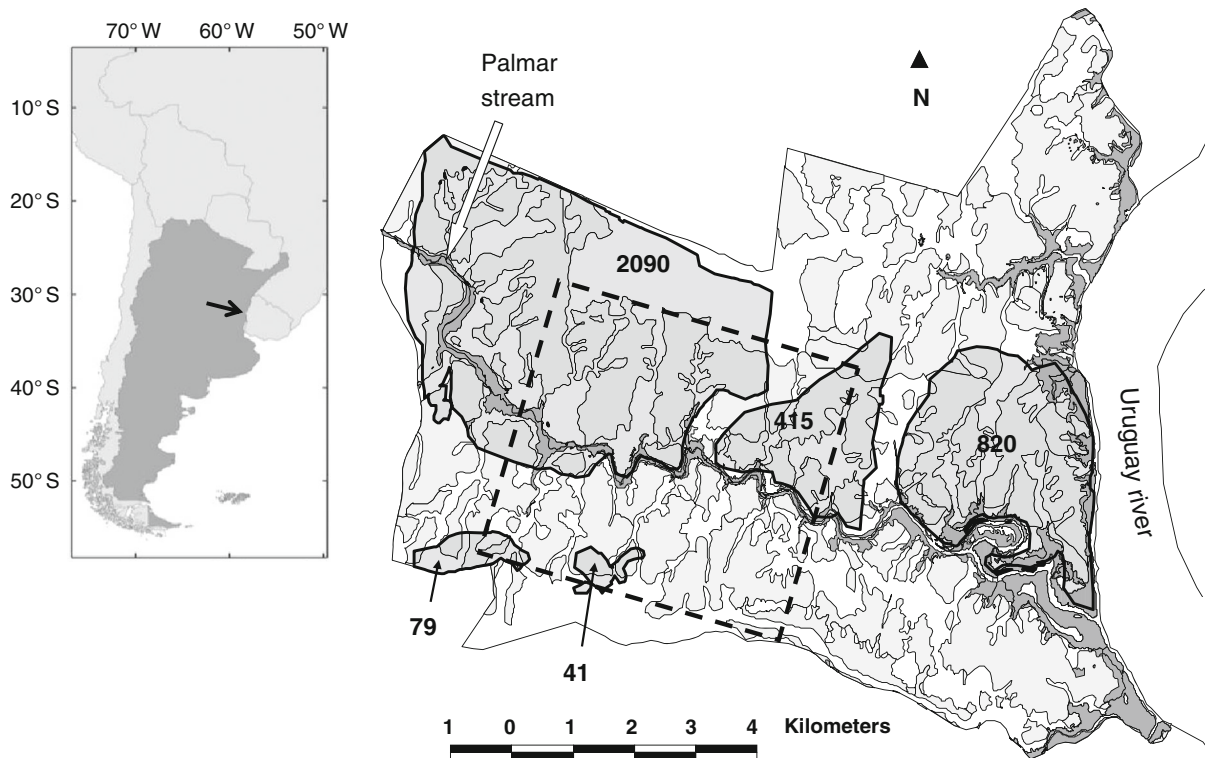 70° W 60° W 50° W
10° S
20° S
30° S
40° S
50° S
Palmar
stream
N
2090
415
820
Uruguay river
79
41
1 0 1 2 3 4 Kilometers